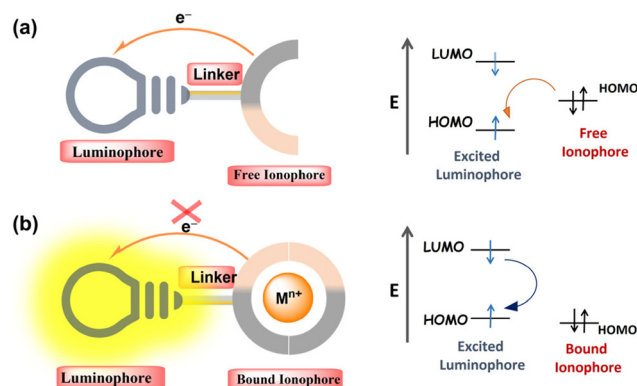 (a)
e⁻
Linker
Luminophore
Free Ionophore
E
LUMO
HOMO
HOMO
Excited
Luminophore
Free
Ionophore
(b)
e⁻
Linker
Mⁿ⁺
Luminophore
Bound Ionophore
E
LUMO
HOMO
HOMO
Excited
Luminophore
Bound
Ionophore